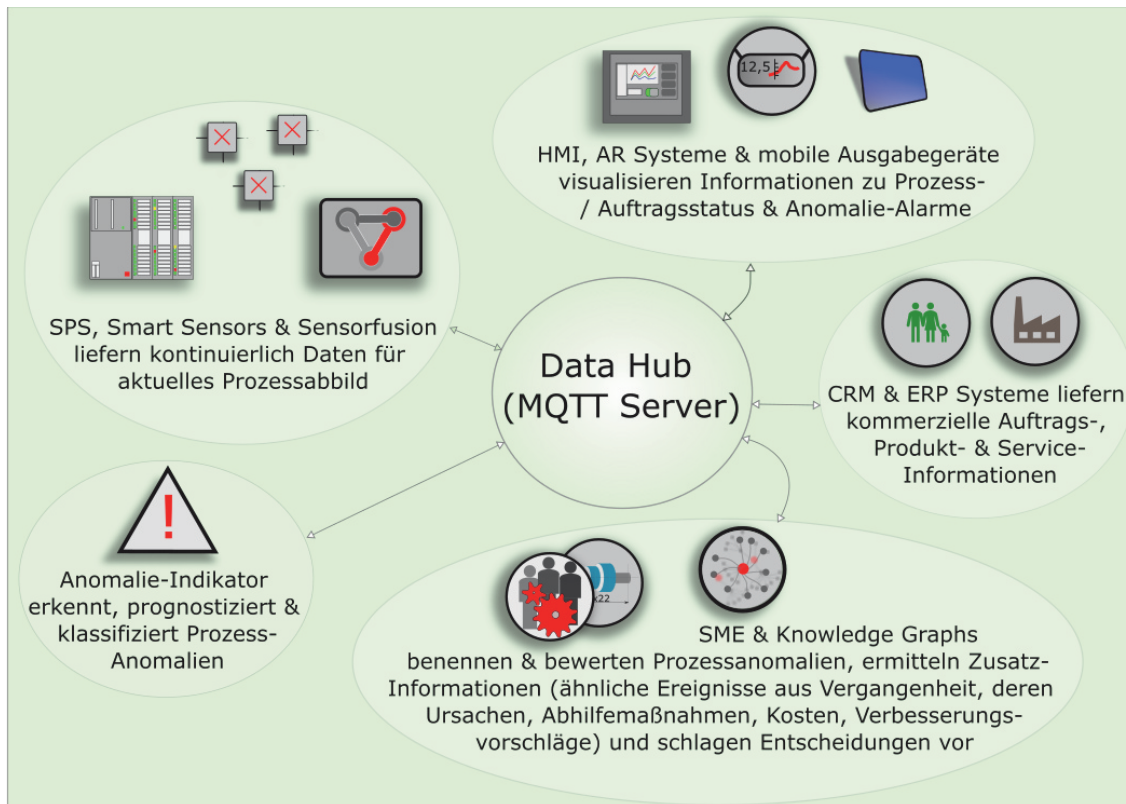 12,5
HMI, AR Systeme & mobile Ausgabegeräte
visualisieren Informationen zu Prozess-
/ Auftragsstatus & Anomalie-Alarme
SPS, Smart Sensors & Sensorfusion
liefern kontinuierlich Daten für
aktuelles Prozessabbild
Data Hub
(MQTT Server)
CRM & ERP Systeme liefern
kommerzielle Auftrags-,
Produkt- & Service-
Informationen
!
Anomalie-Indikator
erkennt, prognostiziert &
klassifiziert Prozess-
Anomalien
x22
SME & Knowledge Graphs
benennen & bewerten Prozessanomalien, ermitteln Zusatz-
Informationen (ähnliche Ereignisse aus Vergangenheit, deren
Ursachen, Abhilfemaßnahmen, Kosten, Verbesserungs-
vorschläge) und schlagen Entscheidungen vor